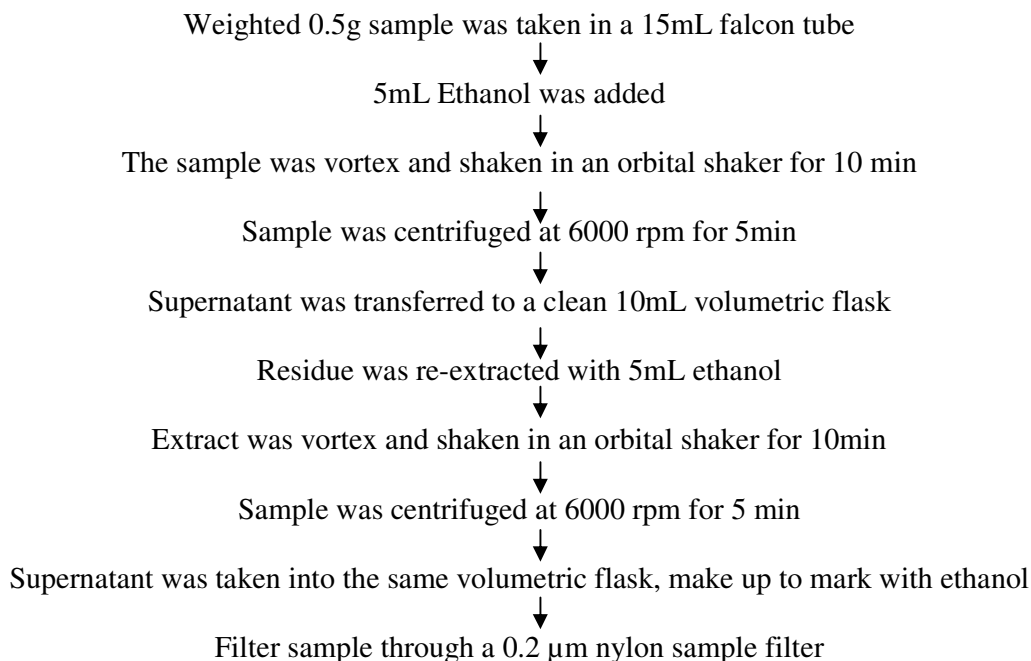 Weighted 0.5g sample was taken in a 15mL falcon tube
5mL Ethanol was added
The sample was vortex and shaken in an orbital shaker for 10 min
Sample was centrifuged at 6000 rpm for 5min
Supernatant was transferred to a clean 10mL volumetric flask
Residue was re-extracted with 5mL ethanol
Extract was vortex and shaken in an orbital shaker for 10min
Sample was centrifuged at 6000 rpm for 5 min
Supernatant was taken into the same volumetric flask, make up to mark with ethanol
Filter sample through a 0.2 µm nylon sample filter